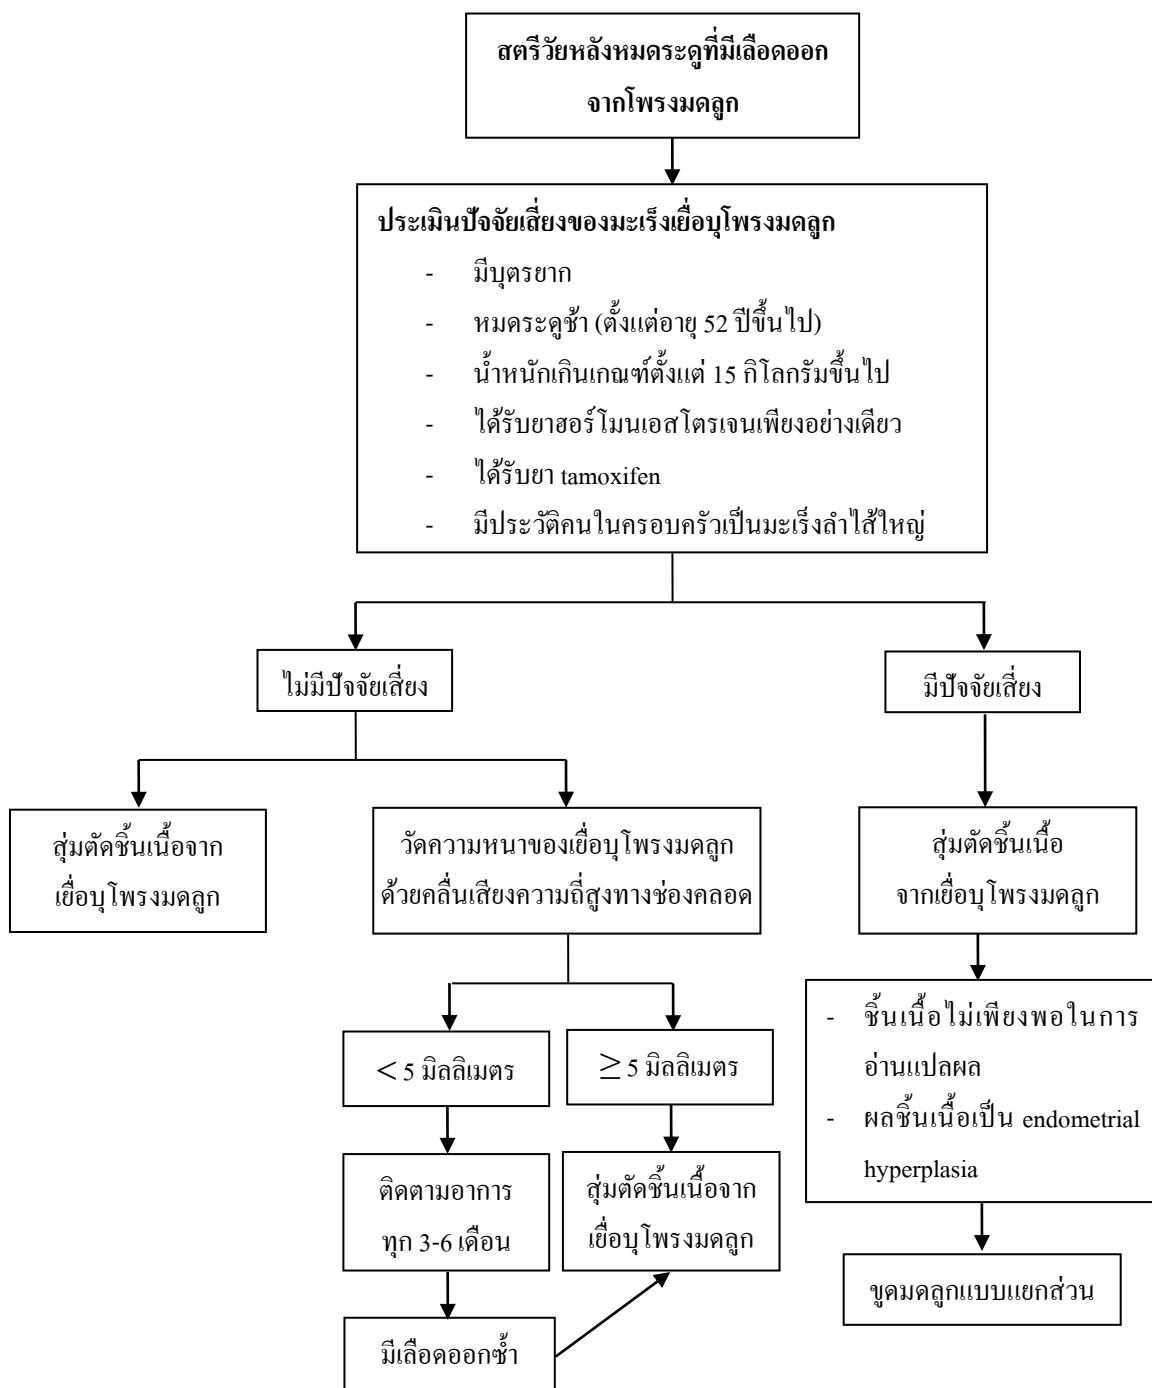 สตรีวัยหลังหมดระดูที่มีเลือดออก
จากโพรงมดลูก
ประเมินปัจจัยเสี่ยงของมะเร็งเยื่อบุโพรงมดลูก
- มีบุตรยาก
- หมดระดูช้า (ตั้งแต่อายุ 52 ปีขึ้นไป)
- น้ำหนักเกินเกณฑ์ตั้งแต่ 15 กิโลกรัมขึ้นไป
- ได้รับยาฮอร์โมนเอสโตรเจนเพียงอย่างเดียว
- ได้รับยา tamoxifen
- มีประวัติคนในครอบครัวเป็นมะเร็งลำไส้ใหญ่
ไม่มีปัจจัยเสี่ยง
มีปัจจัยเสี่ยง
สุ่มตัดชิ้นเนื้อจาก
เยื่อบุโพรงมดลูก
วัดความหนาของเยื่อบุโพรงมดลูก
ด้วยคลื่นเสียงความถี่สูงทางช่องคลอด
สุ่มตัดชิ้นเนื้อ
จากเยื่อบุโพรงมดลูก
< 5 มิลลิเมตร
≥ 5 มิลลิเมตร
- ชิ้นเนื้อไม่เพียงพอในการ
อ่านแปลผล
- ผลชิ้นเนื้อเป็น endometrial
hyperplasia
ติดตามอาการ
ทุก 3-6 เดือน
สุ่มตัดชิ้นเนื้อจาก
เยื่อบุโพรงมดลูก
ขูดมดลูกแบบแยกส่วน
มีเลือดออกซ้ำ